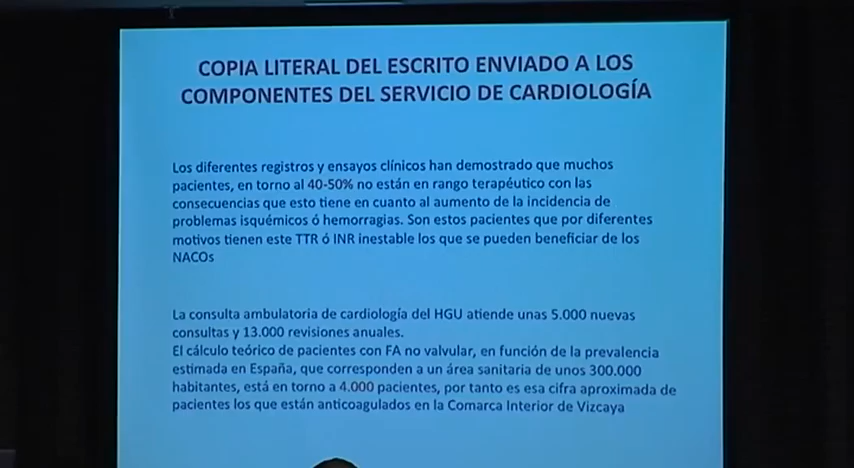 COPIA LITERAL DEL ESCRITO ENVIADO A LOS
COMPONENTES DEL SERVICIO DE CARDIOLOGÍA
Los diferentes registros y ensayos clínicos han demostrado que muchos
pacientes, en torno al 40-50% no están en rango terapéutico con las
consecuencias que esto tiene en cuanto al aumento de la incidencia de
problemas isquémicos ó hemorragias. Son estos pacientes que por diferentes
motivos tienen este TTR ó INR inestable los que se pueden beneficiar de los
NACOs
La consulta ambulatoria de cardiología del HGU atiende unas 5.000 nuevas
consultas y 13.000 revisiones anuales.
El cálculo teórico de pacientes con FA no valvular, en función de la prevalencia
estimada en España, que corresponden a un área sanitaria de unos 300.000
habitantes, está en torno a 4.000 pacientes, por tanto es esa cifra aproximada de
pacientes los que están anticoagulados en la Comarca Interior de Vizcaya